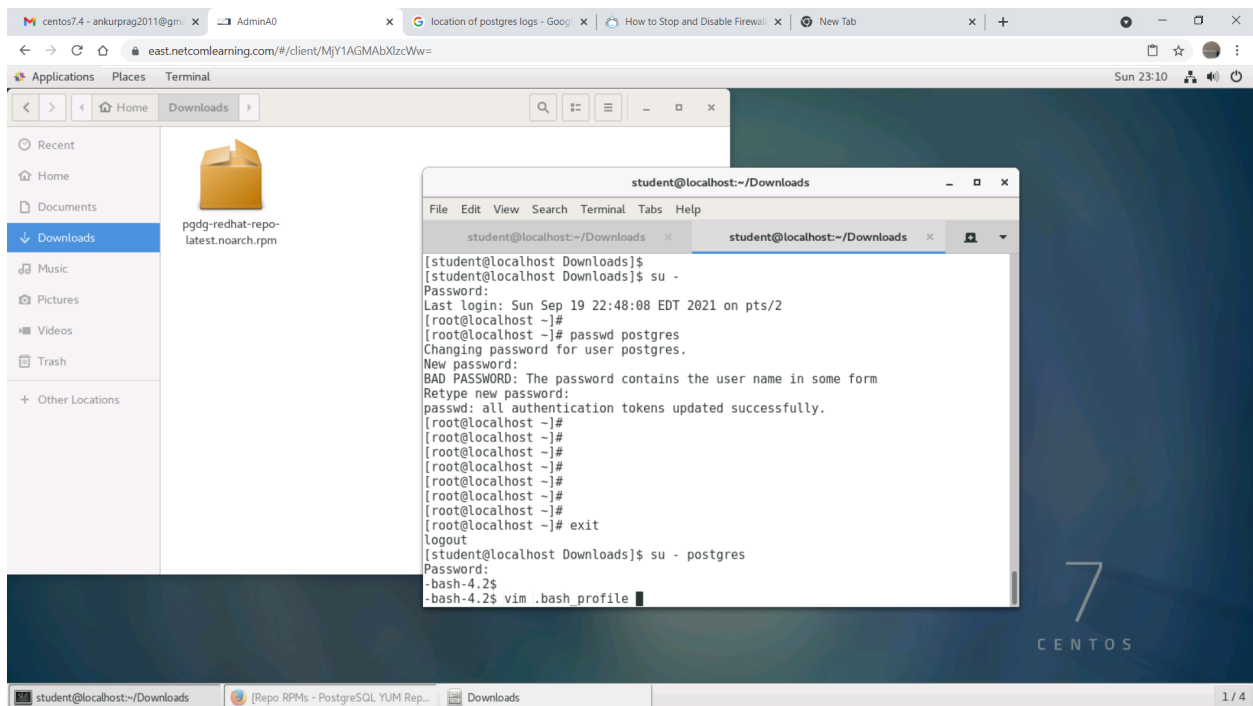 centos7.4 - ankurprag2011@gm
AdminA0
location of postgres logs - Goog
How to Stop and Disable Firewal
New Tab
east.netcomlearning.com/#/client/MjY1AGMAbXlzcWw=
Applications Places Terminal
Sun 23:10
Home Downloads
Recent
Home
Documents
Downloads
Music
Pictures
Videos
Trash
+ Other Locations
pgdg-redhat-repo-
latest.noarch.rpm
student@localhost:~/Downloads
File Edit View Search Terminal Tabs Help
student@localhost:~/Downloads
student@localhost:~/Downloads
[student@localhost Downloads]$
[student@localhost Downloads]$ su -
Password:
Last login: Sun Sep 19 22:48:08 EDT 2021 on pts/2
[root@localhost ~]#
[root@localhost ~]# passwd postgres
Changing password for user postgres.
New password:
BAD PASSWORD: The password contains the user name in some form
Retype new password:
passwd: all authentication tokens updated successfully.
[root@localhost ~]#
[root@localhost ~]#
[root@localhost ~]#
[root@localhost ~]#
[root@localhost ~]#
[root@localhost ~]#
[root@localhost ~]#
[root@localhost ~]# exit
logout
[student@localhost Downloads]$ su - postgres
Password:
-bash-4.2$
-bash-4.2$ vim .bash_profile
7
CENTOS
student@localhost:~/Downloads
[Repo RPMs - PostgreSQL YUM Rep...
Downloads
1 / 4